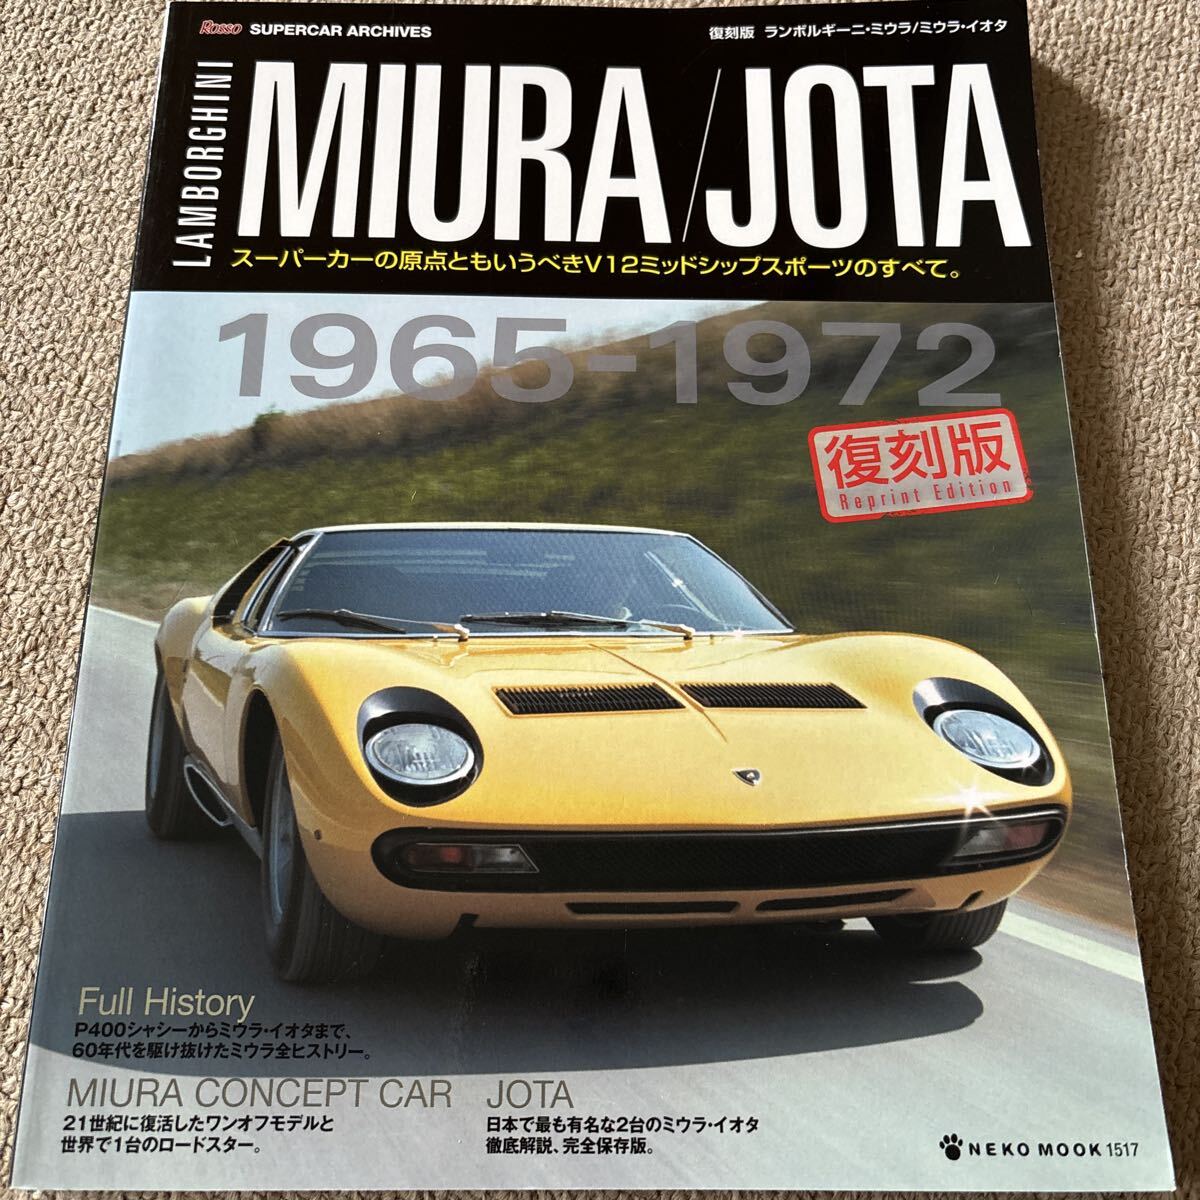 Rosso SUPERCAR ARCHIVES
復刻版 ランボルギーニ・ミウラ/ミウラ・イオタ
LAMBORGHINI
MIURA/JOTA
スーパーカーの原点ともいうべきV12ミッドシップスポーツのすべて。
1965-1972
復刻版
Reprint Edition
Full History
P400シャシーからミウラ・イオタまで、
60年代を駆け抜けたミウラ全ヒストリー。
MIURA CONCEPT CAR
21世紀に復活したワンオフモデルと
世界で1台のロードスター。
JOTA
日本で最も有名な2台のミウラ・イオタ
徹底解説、完全保存版。
NEKO MOOK 1517